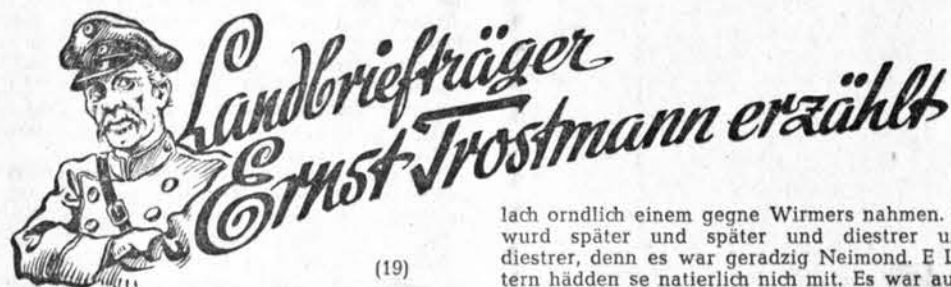 Landbriefträger
Ernst Trostmann erzählt
(19)
lach orndlich einem gegne Wirmers nahmen.
wurd später und später und diestrer u
diestrer, denn es war geradzig Neimond. E L
tern hädden se natierlich nich mit. Es war au